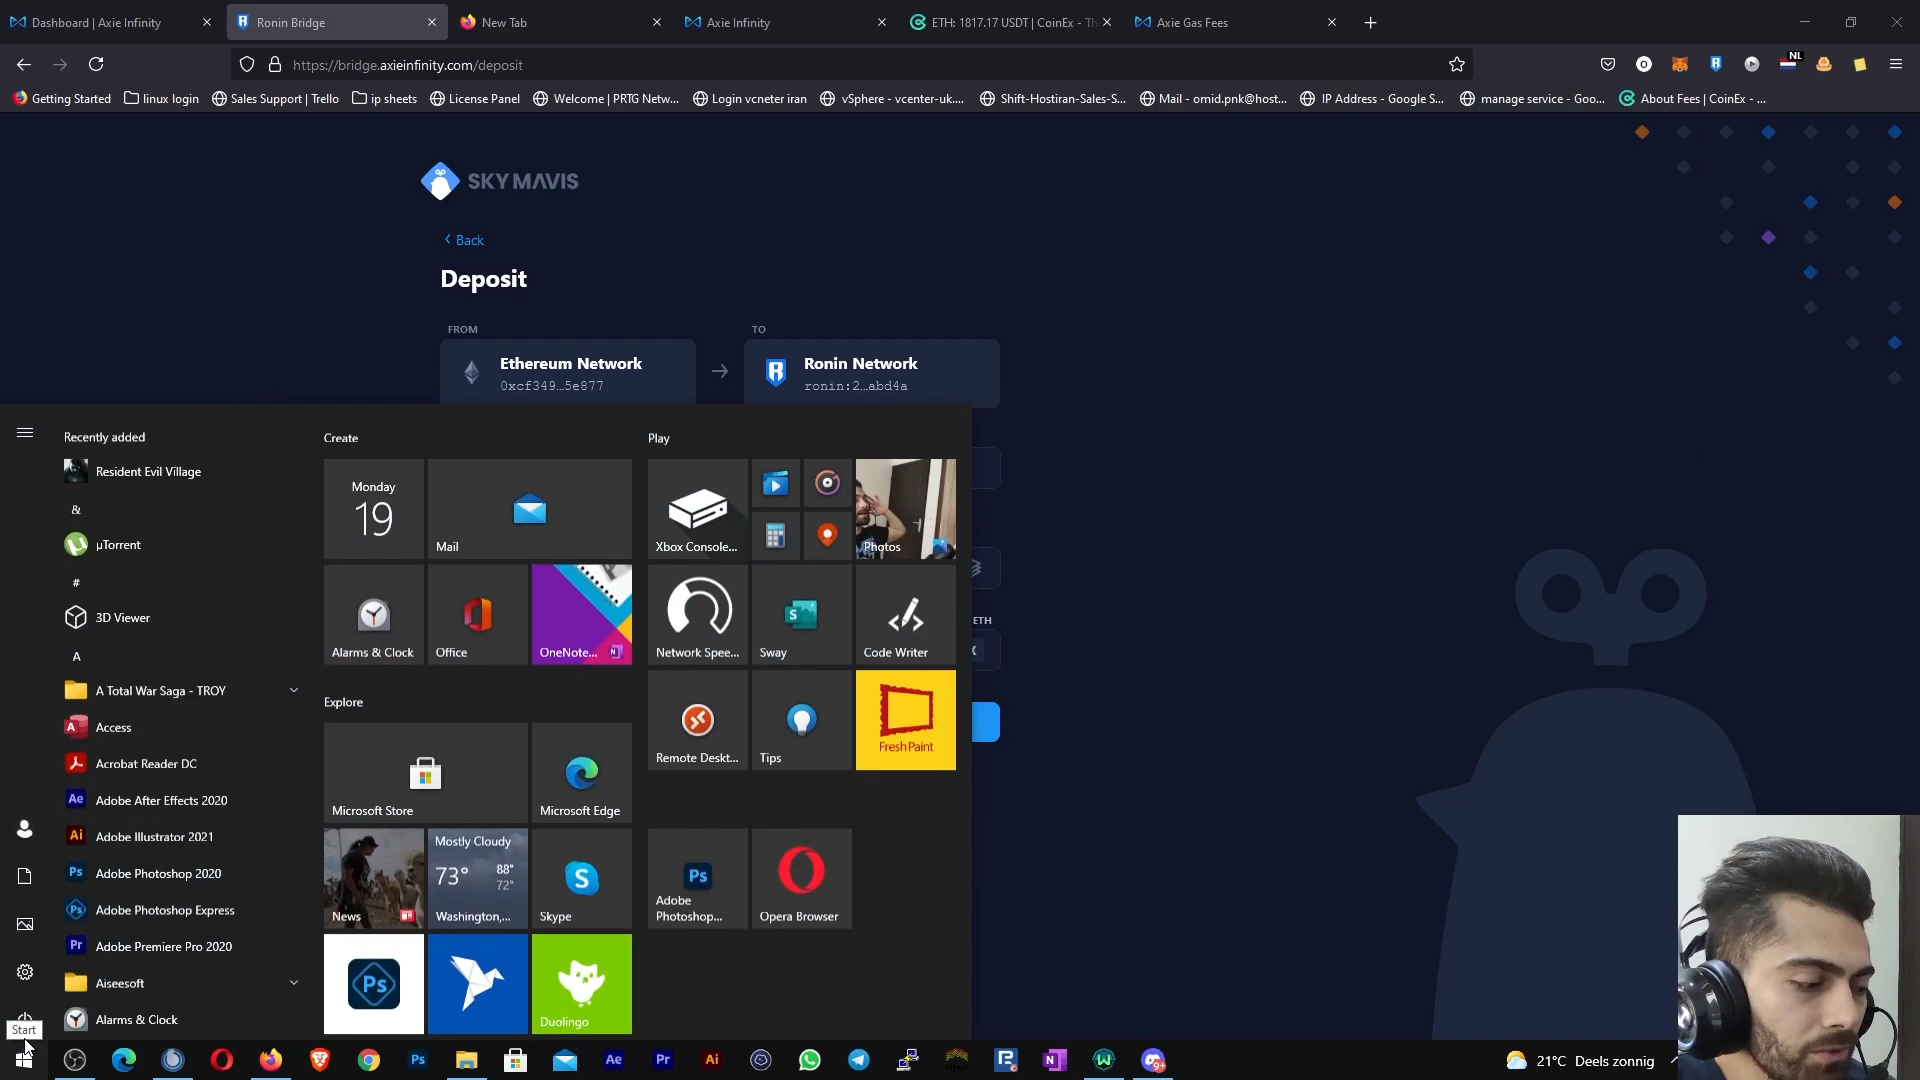 Dashboard | Axie Infinity
Ronin Bridge
New Tab
Axie Infinity
ETH: 1817.17 USDT | CoinEx - Th
Axie Gas Fees
https://bridge.axieinfinity.com/deposit
NL
Getting Started
linux login
Sales Support | Trello
ip sheets
License Panel
Welcome | PRTG Netw...
Login vcneter iran
vSphere - vcenter-uk....
Shift-Hostiran-Sales-S...
Mail - omid.pnk@host...
IP Address - Google S...
manage service - Goo...
About Fees | CoinEx - ...
SKY MAVIS
Back
Deposit
FROM
TO
Ethereum Network
0xcf349...5e877
Ronin Network
ronin:2...abd4a
ETH
Recently added
Resident Evil Village
&
µTorrent
#
3D Viewer
A
A Total War Saga - TROY
Access
Acrobat Reader DC
Adobe After Effects 2020
Adobe Illustrator 2021
Adobe Photoshop 2020
Adobe Photoshop Express
Adobe Premiere Pro 2020
Aiseesoft
Alarms & Clock
Start
Create
Monday
19
Mail
Alarms & Clock
Office
OneNote...
Explore
Microsoft Store
Microsoft Edge
News
Mostly Cloudy
73° 88°
72°
Washington,...
Skype
Duolingo
Play
Xbox Console...
Photos
Network Spee...
Sway
Code Writer
Remote Deskt...
Tips
Fresh Paint
Adobe
Photoshop...
Opera Browser
21°C Deels zonnig